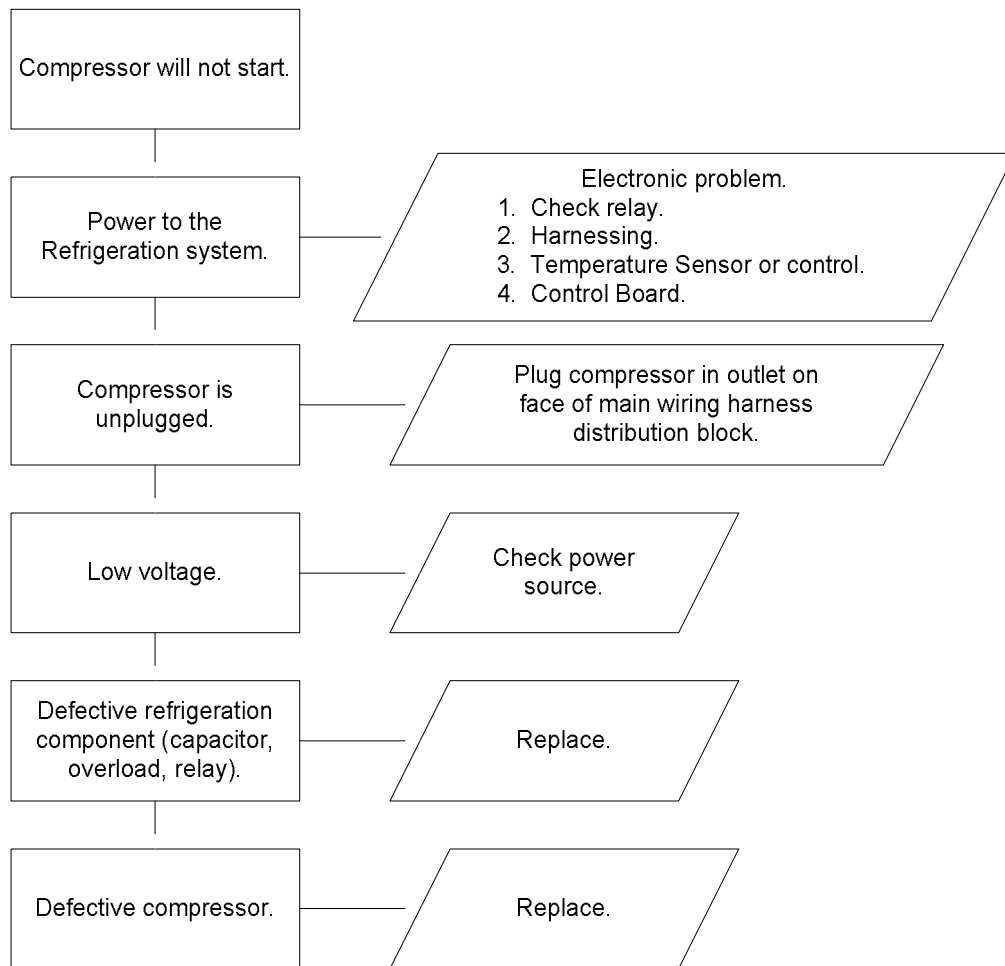 Compressor will not start.
Power to the
Refrigeration system.
Electronic problem.
1. Check relay.
2. Harnessing.
3. Temperature Sensor or control.
4. Control Board.
Compressor is
unplugged.
Plug compressor in outlet on
face of main wiring harness
distribution block.
Low voltage.
Check power
source.
Defective refrigeration
component (capacitor,
overload, relay).
Replace.
Defective compressor.
Replace.